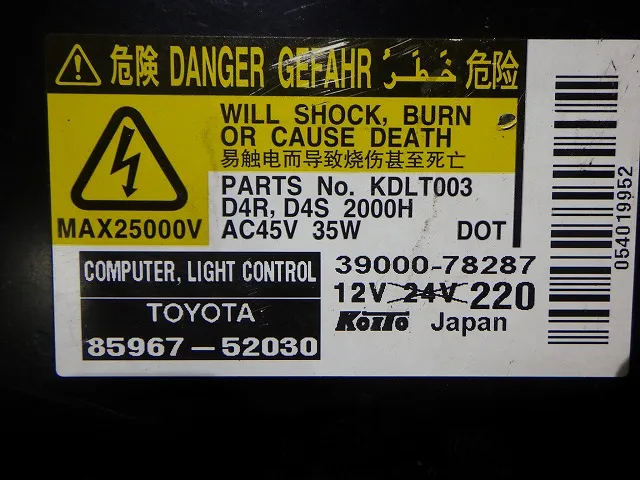 危険 DANGER GEFAHR خَطَرٌ 危险
WILL SHOCK, BURN
OR CAUSE DEATH
易触电而导致烧伤甚至死亡
MAX25000V
PARTS No. KDLT003
D4R, D4S 2000H
AC45V 35W DOT
COMPUTER, LIGHT CONTROL
TOYOTA
85967-52030
39000-78287
12V 24V 220
KOITO Japan
054019952